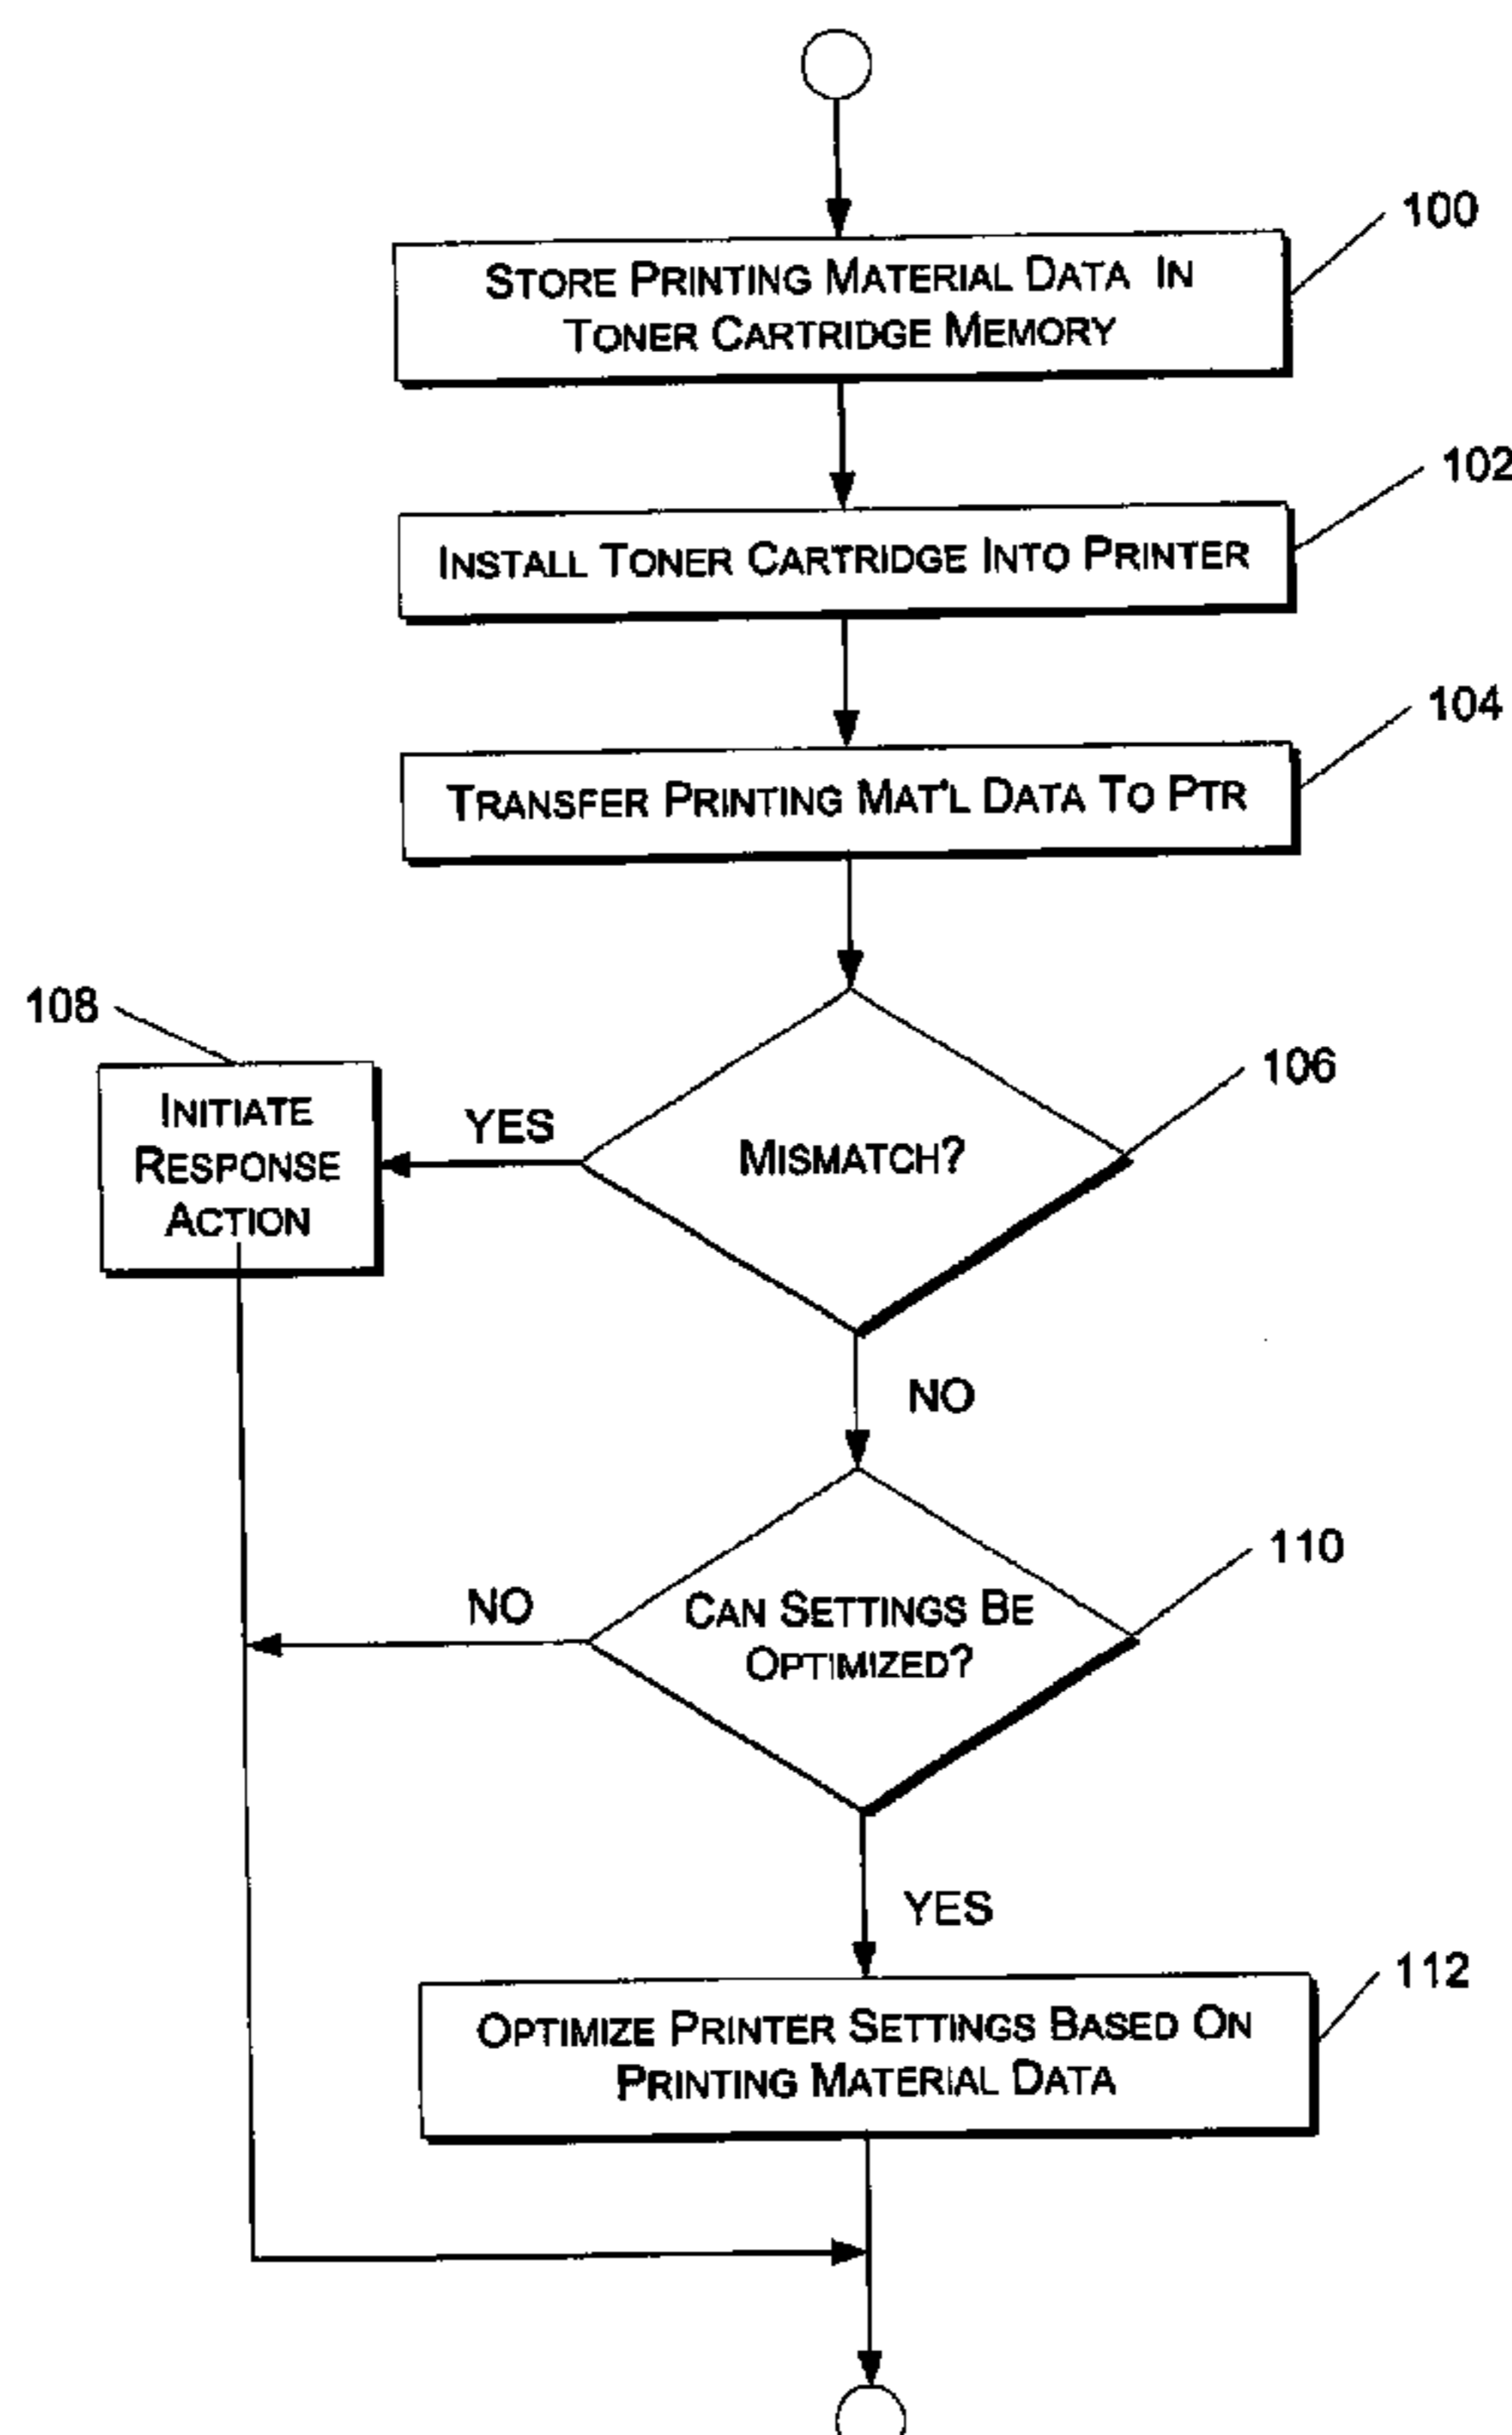 100
STORE PRINTING MATERIAL DATA IN
TONER CARTRIDGE MEMORY
102
INSTALL TONER CARTRIDGE INTO PRINTER
104
TRANSFER PRINTING MAT'L DATA TO PTR
108
106
INITIATE
RESPONSE
ACTION
YES
MISMATCH?
NO
110
NO
CAN SETTINGS BE
OPTIMIZED?
YES
112
OPTIMIZE PRINTER SETTINGS BASED ON
PRINTING MATERIAL DATA